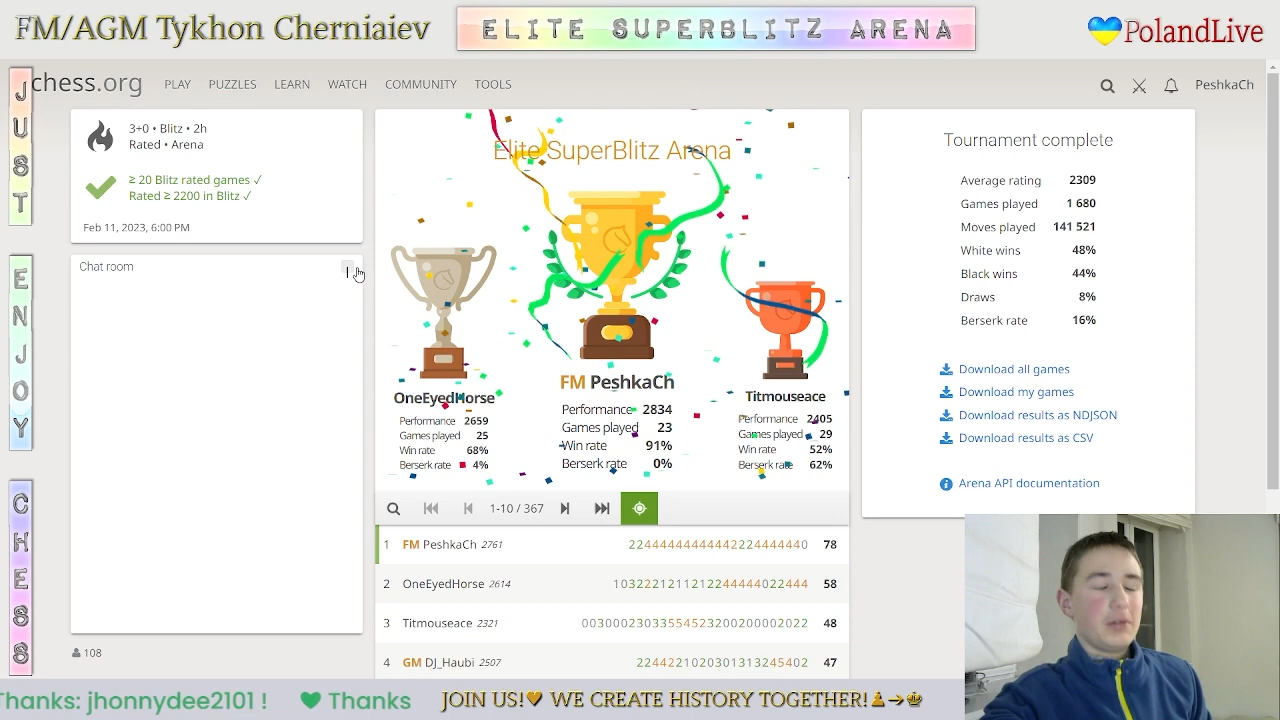 FM/AGM Tykhon Cherniaiev
ELITE SUPERBLITZ ARENA
PolandLive
JUST
ENJOY
CHESS
chess.org
PLAY PUZZLES LEARN WATCH COMMUNITY TOOLS
PeshkaCh
3+0 • Blitz • 2h
Rated • Arena
≥ 20 Blitz rated games ✓
Rated ≥ 2200 in Blitz ✓
Feb 11, 2023, 6:00 PM
Chat room
108
Elite SuperBlitz Arena
OneEyedHorse
Performance 2659
Games played 25
Win rate 68%
Berserk rate 4%
FM PeshkaCh
Performance 2834
Games played 23
Win rate 91%
Berserk rate 0%
Titmouseace
Performance 2405
Games played 29
Win rate 52%
Berserk rate 62%
1-10 / 367
1 FM PeshkaCh 2761 22444444444442224444440 78
2 OneEyedHorse 2614 1032221211212244444022444 58
3 Titmouseace 2321 00300023033554523200200002022 48
4 GM DJ_Haubi 2507 2244221020301313245402 47
Tournament complete
Average rating 2309
Games played 1 680
Moves played 141 521
White wins 48%
Black wins 44%
Draws 8%
Berserk rate 16%
Download all games
Download my games
Download results as NDJSON
Download results as CSV
Arena API documentation
Thanks: jhonnydee2101 ! ♥ Thanks
JOIN US!♥ WE CREATE HISTORY TOGETHER!♟→♚